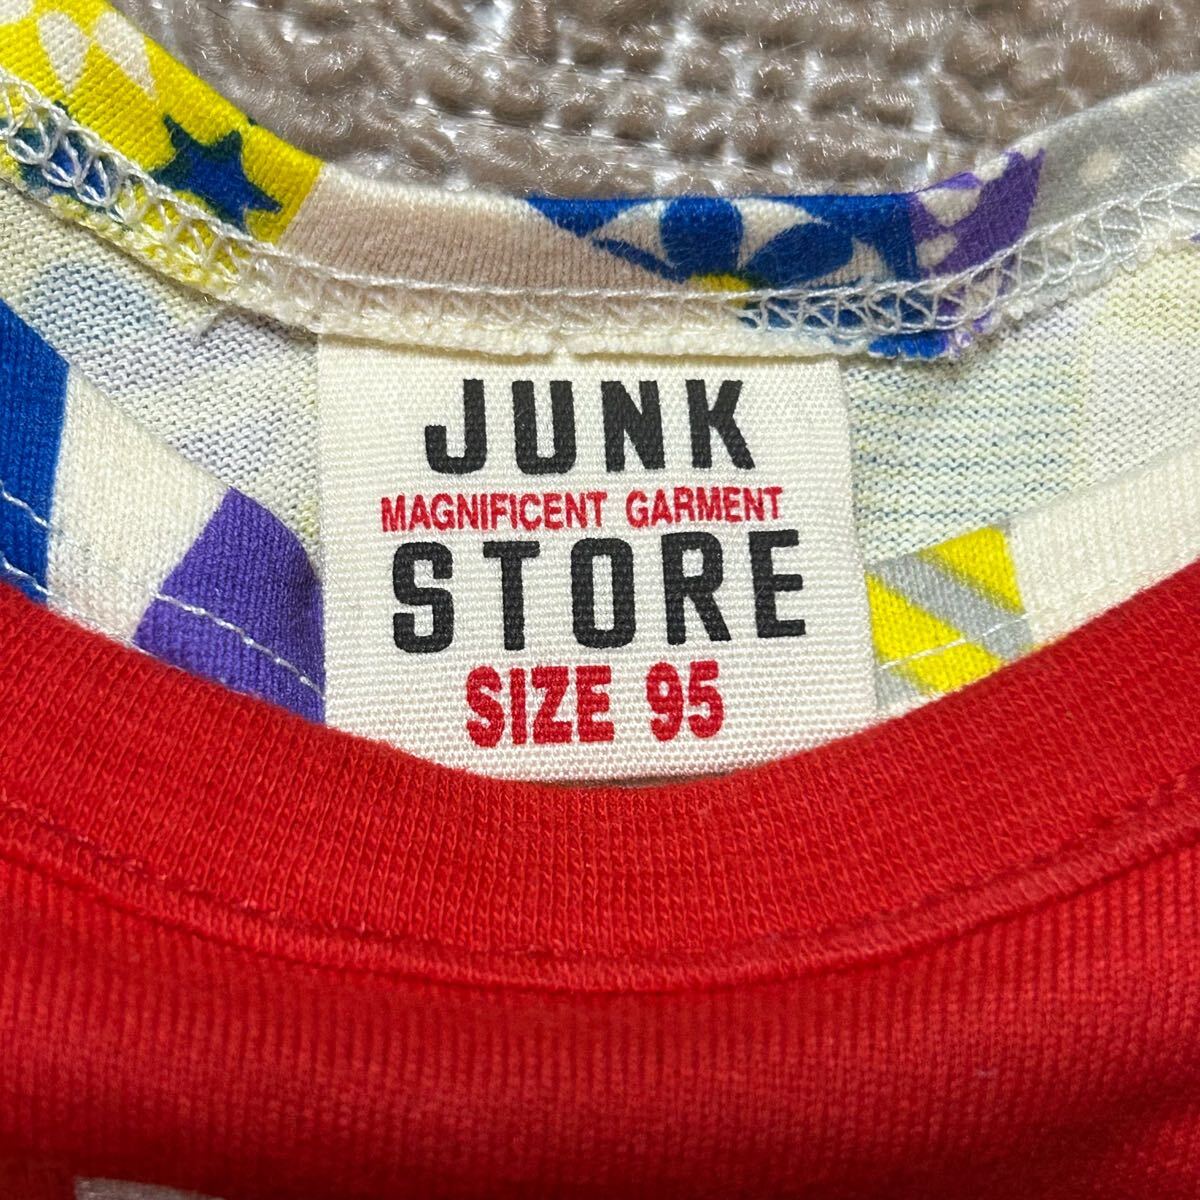 JUNK
MAGNIFICENT GARMENT
STORE
SIZE 95